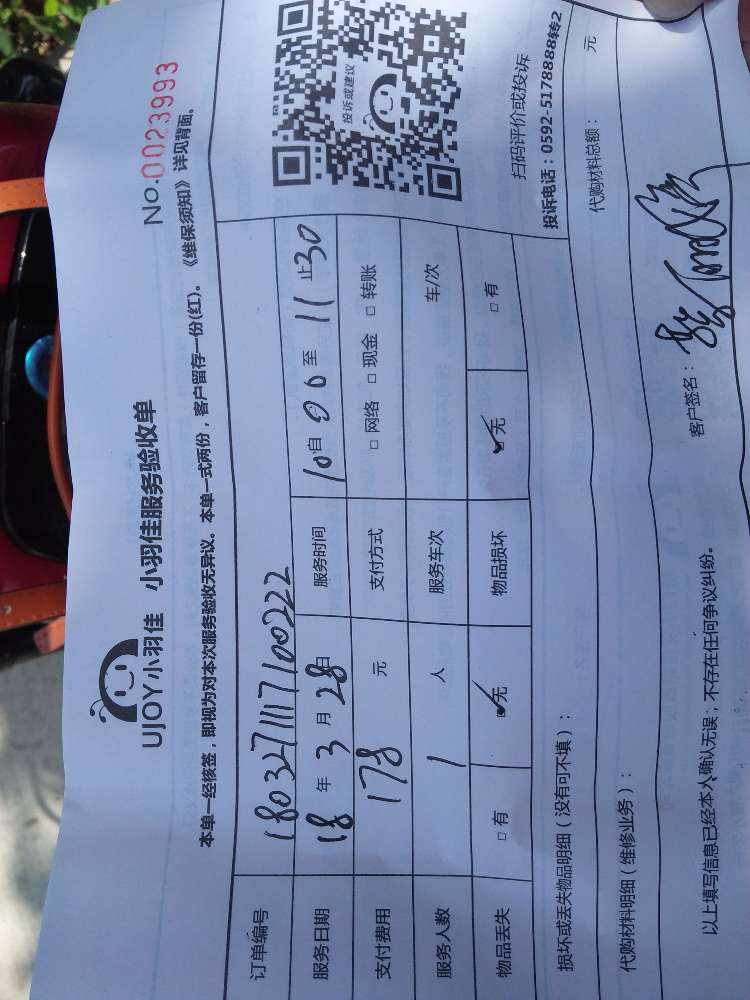 UJOY小羽佳 小羽佳服务验收单
No.0023993
本单一经核签，即视为对本次服务验收无异议。本单一式两份，客户留存一份(红)。《维保须知》详见背面。
订单编号 1803271117100222
服务日期 18 年 3 月 28 日 服务时间 10 自 00 至 11 止 30
支付费用 178 元 支付方式 □ 网络 □ 现金 □ 转账
服务人数 1 人 服务车次 车/次
物品丢失 □ 有 ☑ 无 物品损坏 ☑ 无 □ 有
投诉或建议
扫码评价或投诉
投诉电话：0592-5178888转2
损坏或丢失物品明细（没有可不填）：
代购材料明细（维修业务）： 代购材料总额： 元
以上填写信息已经本人确认无误，不存在任何争议纠纷。 客户签名：